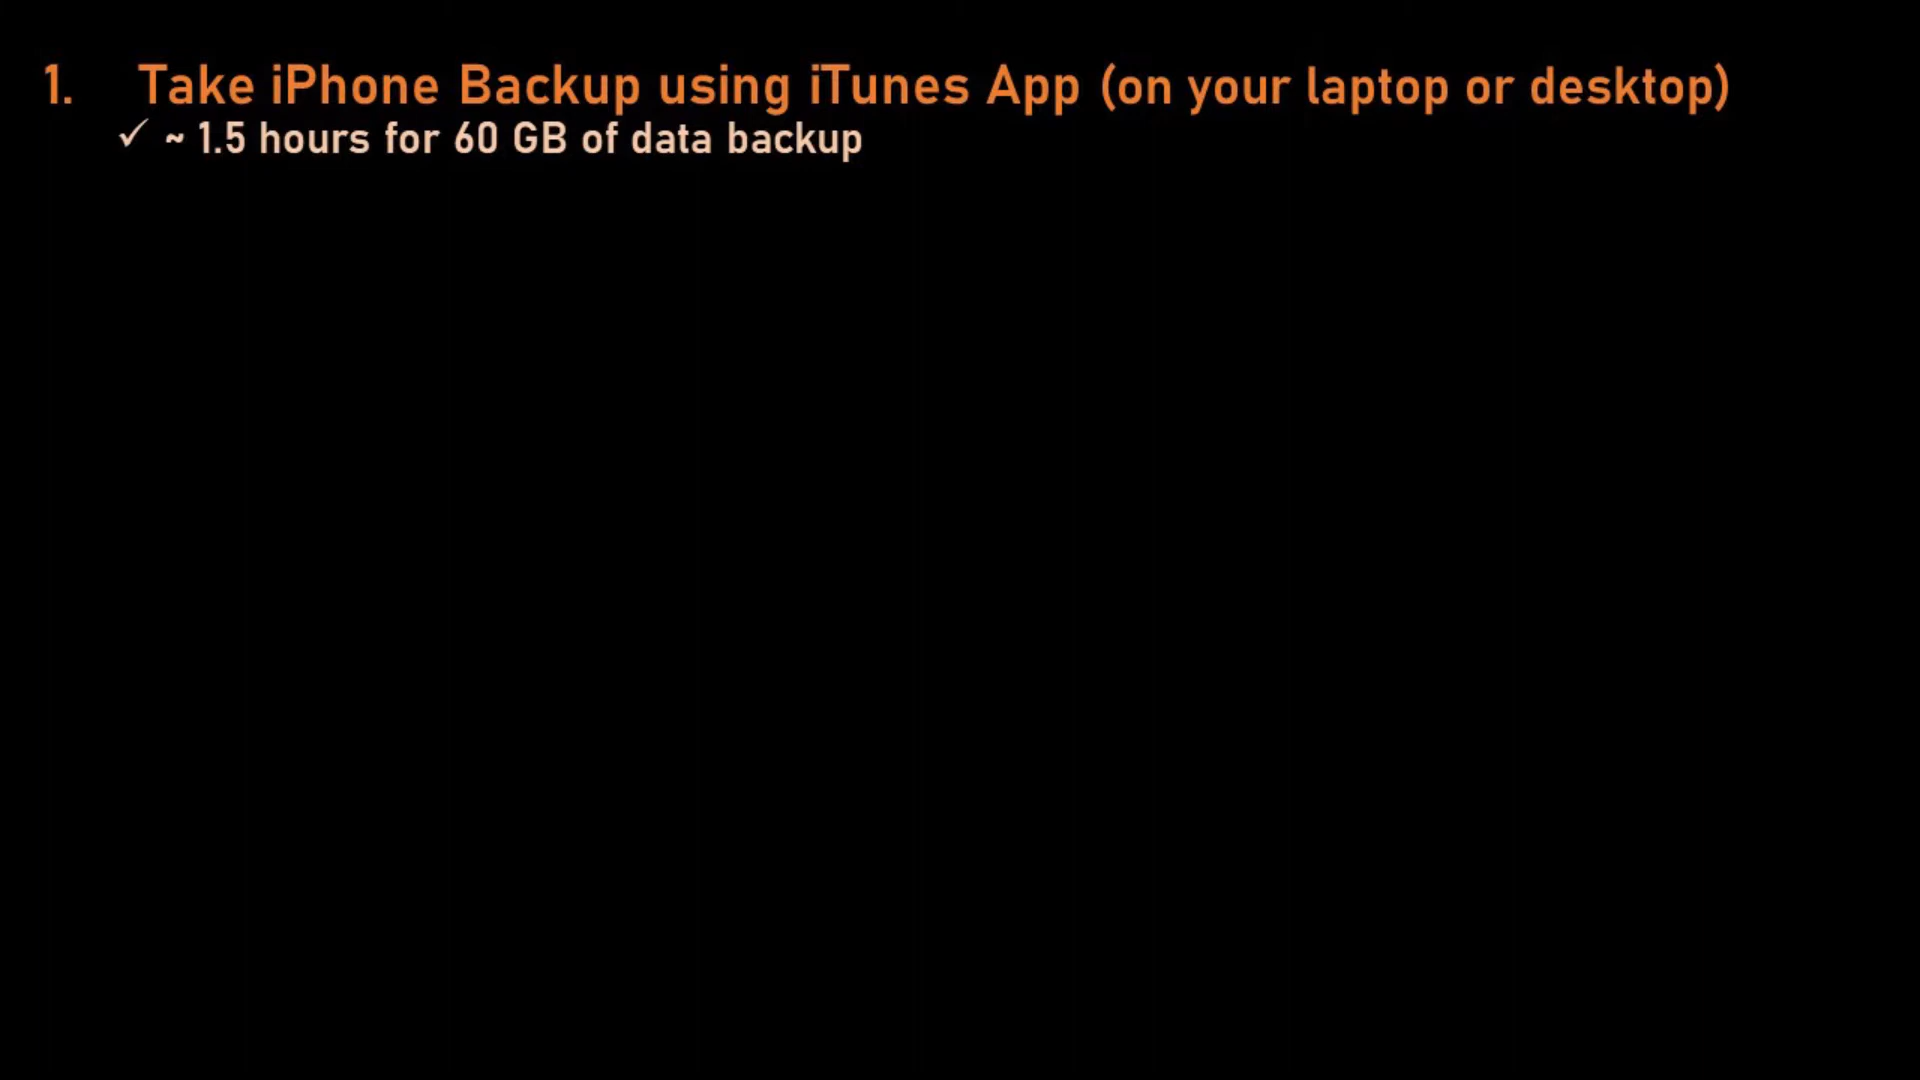 1. Take iPhone Backup using iTunes App (on your laptop or desktop)
✓ ~ 1.5 hours for 60 GB of data backup